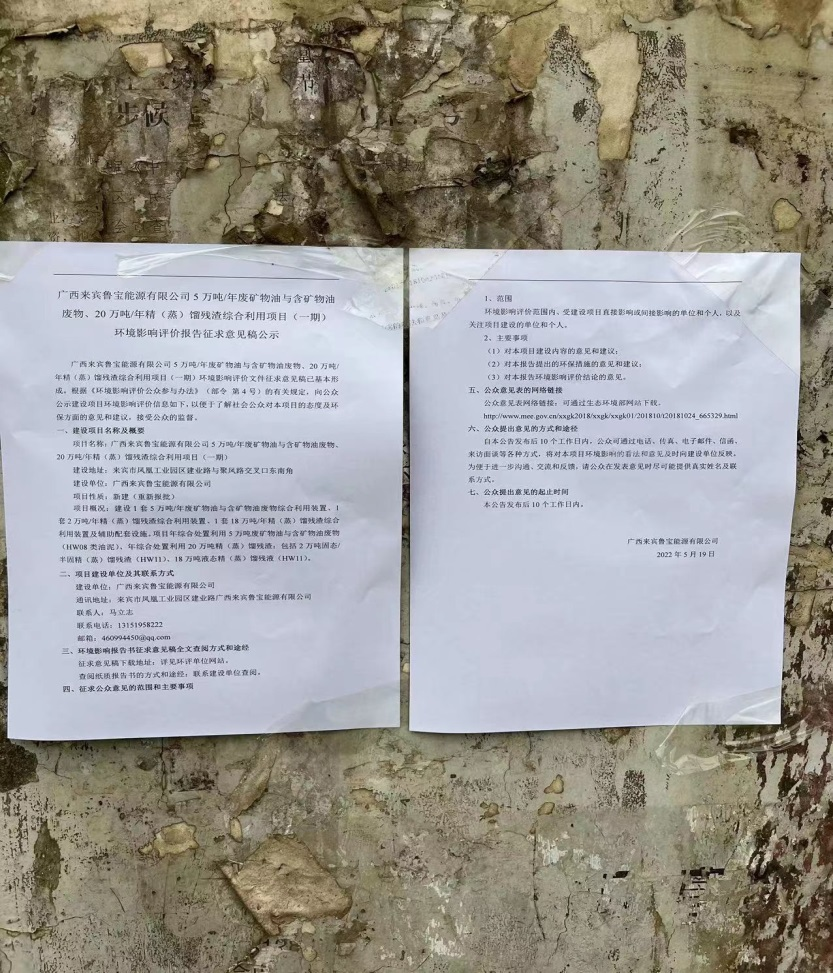 童
节
步候
广西来宾鲁宝能源有限公司 5 万吨/年废矿物油与含矿物油
废物、20 万吨/年精（蒸）馏残渣综合利用项目（一期）
环境影响评价报告征求意见稿公示
广西来宾鲁宝能源有限公司 5 万吨/年废矿物油与含矿物油废物、20 万吨/
年精（蒸）馏残渣综合利用项目（一期）环境影响评价文件征求意见稿已基本形
成。根据《环境影响评价公众参与办法》（部令 第 4 号）的有关规定，向公众
公示建设项目环境影响评价信息如下，以便于了解社会公众对本项目的态度及环
保方面的意见和建议，接受公众的监督。
一、建设项目名称及概要
项目名称：广西来宾鲁宝能源有限公司 5 万吨/年废矿物油与含矿物油废物、
20 万吨/年精（蒸）馏残渣综合利用项目（一期）
建设地址：来宾市凤凰工业园区建业路与聚凤路交叉口东南角
建设单位：广西来宾鲁宝能源有限公司
项目性质：新建（重新报批）
项目概况：建设 1 套 5 万吨/年废矿物油与含矿物油废物综合利用装置、1
套 2 万吨/年精（蒸）馏残渣综合利用装置、1 套 18 万吨/年精（蒸）馏残渣综合
利用装置及辅助配套设施。项目年综合处置利用 5 万吨废矿物油与含矿物油废物
（HW08 类油泥）。年综合处置利用 20 万吨精（蒸）馏残渣：包括 2 万吨固态/
半固精（蒸）馏残渣（HW11）、18 万吨液态精（蒸）馏残液（HW11）。
二、项目建设单位及其联系方式
建设单位：广西来宾鲁宝能源有限公司
通讯地址：来宾市凤凰工业园区建业路广西来宾鲁宝能源有限公司
联系人：马立志
联系电话：13151958222
邮箱：460994450@qq.com
三、环境影响报告书征求意见稿全文查阅方式和途经
征求意见稿下载地址：详见环评单位网站。
查阅纸质报告书的方式和途经：联系建设单位查阅。
四、征求公众意见的范围和主要事项
1、范围
环境影响评价范围内，受建设项目直接影响或间接影响的单位和个人，以及
关注项目建设的单位和个人。
2、主要事项
（1）对本项目建设内容的意见和建议；
（2）对本报告提出的环保措施的意见和建议；
（3）对本报告环境影响评价结论的意见。
五、公众意见表的网络链接
公众意见表的网络链接：可通过生态环境部网站下载。
http://www.mee.gov.cn/xxgk2018/xxgk/xxgk01/201810/t20181024_665329.html
六、公众提出意见的方式和途径
自本公告发布后 10 个工作日内，公众可通过电话、传真、电子邮件、信函、
来访面谈等各种方式，将对本项目环境影响的看法和意见及时向建设单位反映。
为便于进一步沟通、交流和反馈，请公众在发表意见时尽可能提供真实姓名及联
系方式。
七、公众提出意见的起止时间
本公告发布后 10 个工作日内。
广西来宾鲁宝能源有限公司
2022 年 5 月 19 日